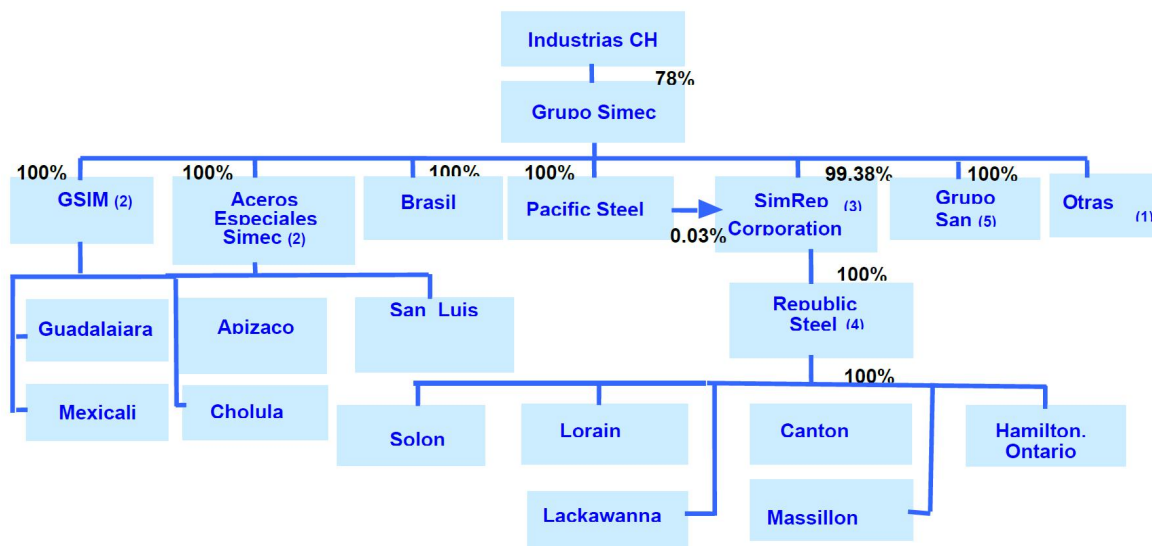 Industrias CH
78%
Grupo Simec
100%
100%
100%
100%
99.38%
100%
GSIM (2)
Aceros
Especiales
Simec (2)
Brasil
Pacific Steel
0.03%
SimRep (3)
Corporation
Grupo
San (5)
Otras (1)
100%
Guadalajara
Apizaco
San Luis
Republic
Steel (4)
100%
Mexicali
Cholula
Solon
Lorain
Canton
Hamilton.
Ontario
Lackawanna
Massillon